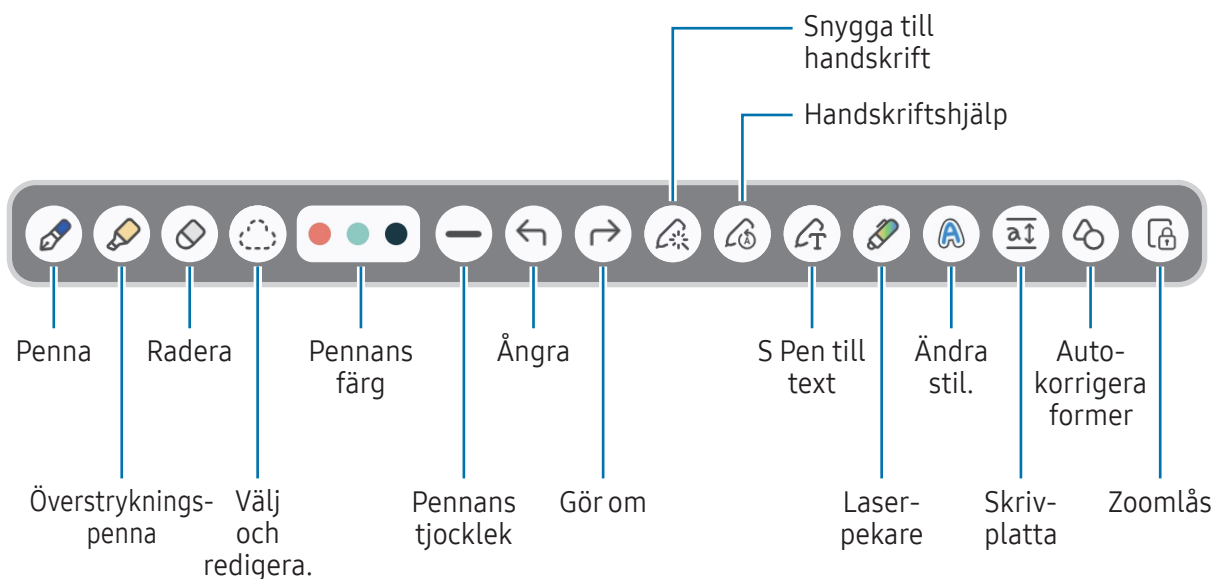 Snygga till
handskrift
Handskriftshjälp
T
A
a
Penna
Radera
Pennans
färg
Ångra
S Pen till
text
Ändra
stil.
Auto-
korrigera
former
Överstryknings-
penna
Välj
och
redigera.
Pennans
tjocklek
Gör om
Laser-
pekare
Skriv-
platta
Zoomlås